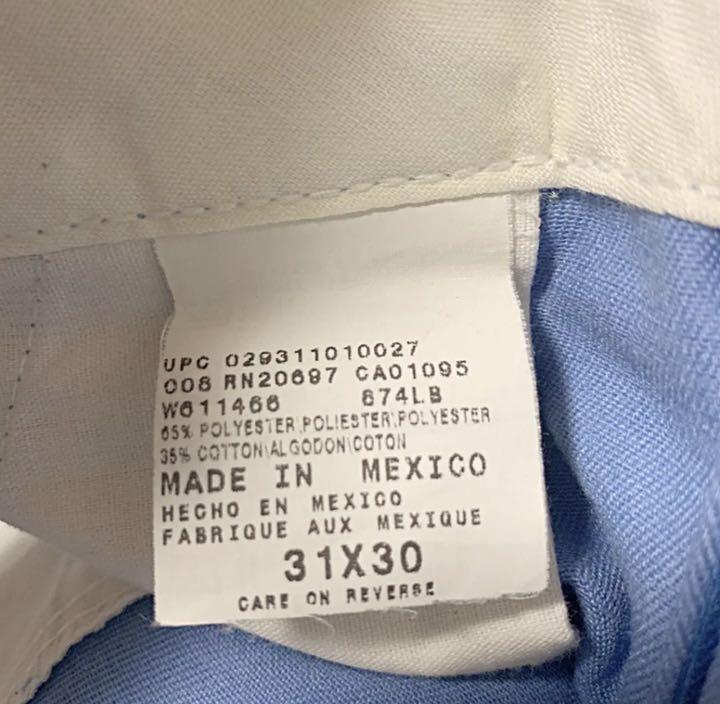 UPC 029311010027
008 RN20697 CA01095
W611466 874LB
65% POLYESTER\POLIESTER\POLYESTER
35% COTTON\ALGODON\COTON
MADE IN MEXICO
HECHO EN MEXICO
FABRIQUE AUX MEXIQUE
31X30
CARE ON REVERSE